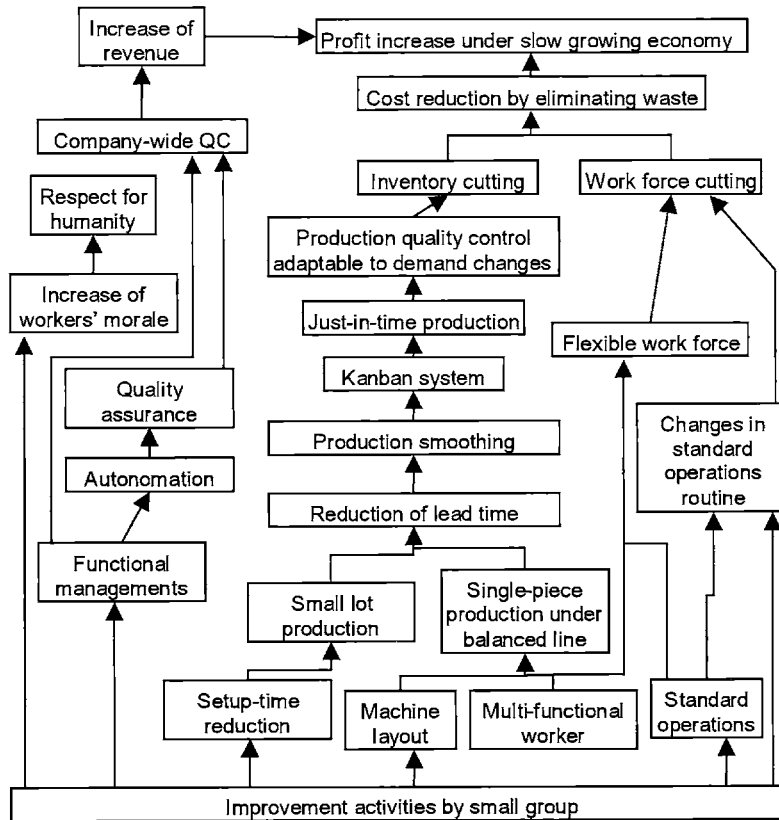 Increase of
revenue
Profit increase under slow growing economy
Cost reduction by eliminating waste
Company-wide QC
Inventory cutting
Work force cutting
Respect for
humanity
Production quality control
adaptable to demand changes
Increase of
workers' morale
Just-in-time production
Flexible work force
Kanban system
Quality
assurance
Changes in
standard
operations
routine
Production smoothing
Autonomation
Reduction of lead time
Functional
managements
Small lot
production
Single-piece
production under
balanced line
Setup-time
reduction
Machine
layout
Multi-functional
worker
Standard
operations
Improvement activities by small group